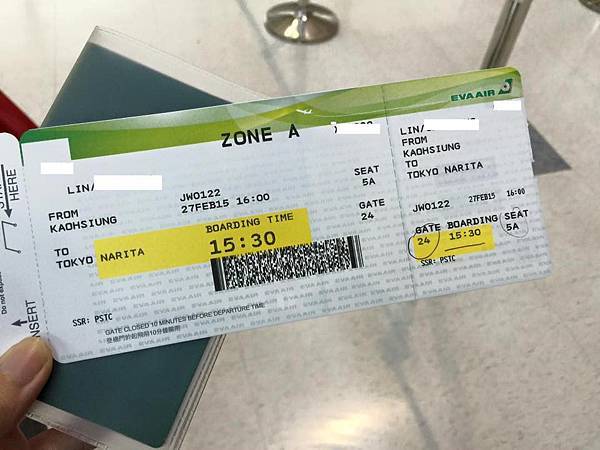 EVA AIR
ZONE A
LIN/
SEAT
5A
FROM
KAOHSIUNG
JW0122
27FEB15 16:00
GATE
24
TO
TOKYO NARITA
BOARDING TIME
15:30
SSR: PSTC
GATE CLOSED 10 MINUTES BEFORE DEPARTURE TIME
登機門於起飛前10分鐘關閉
LIN/
FROM
KAOHSIUNG
TO
TOKYO NARITA
JW0122 27FEB15 16:00
GATE BOARDING SEAT
24 15:30 5A
SSR: PSTC
HERE
INSERT